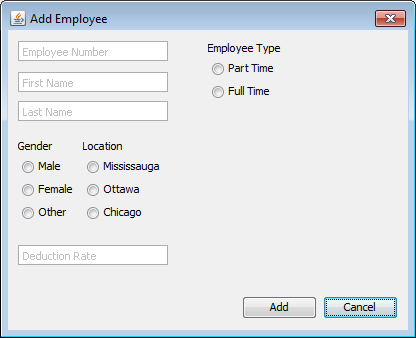 Add Employee
Employee Number
First Name
Last Name
Gender
Male
Female
Other
Location
Mississauga
Ottawa
Chicago
Deduction Rate
Employee Type
Part Time
Full Time
Add
Cancel